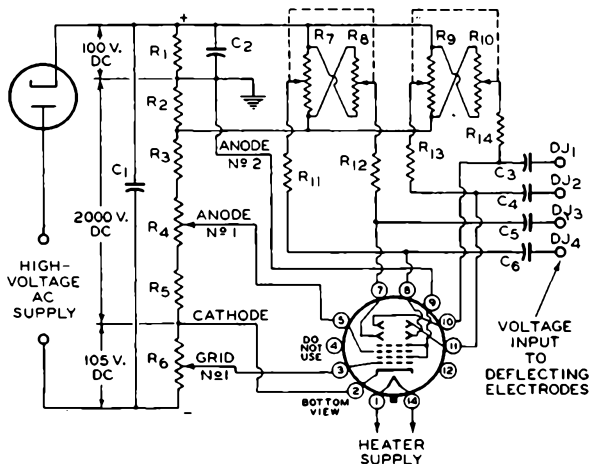 +
100 V. DC
R1
C2
R7
R8
R9
R10
R2
ANODE Nº 2
R3
R11
R12
R13
R14
C1
2000 V. DC
R4
ANODE Nº 1
C3
DJ1
C4
DJ2
C5
DJ3
C6
DJ4
HIGH-
VOLTAGE
AC
SUPPLY
R5
CATHODE
105 V. DC
R6
GRID Nº1
-
DO NOT USE
1
2
3
4
5
7
8
9
10
11
12
14
BOTTOM VIEW
HEATER
SUPPLY
VOLTAGE
INPUT
TO
DEFLECTING
ELECTRODES